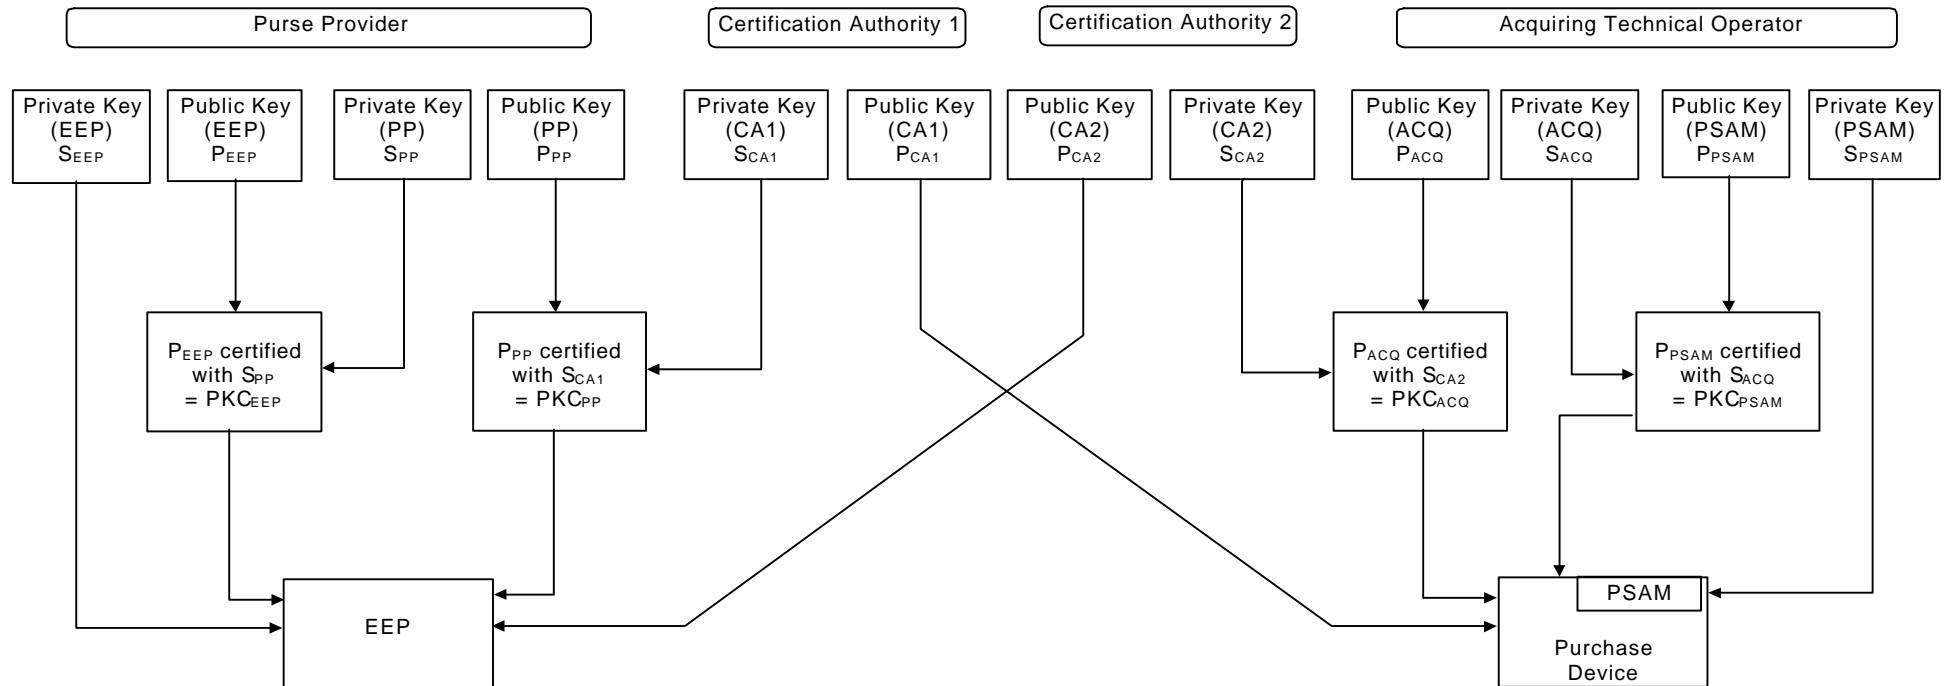 Purse Provider
Certification Authority 1
Certification Authority 2
Acquiring Technical Operator
Private Key
(EEP)
SEEP
Public Key
(EEP)
PEEP
Private Key
(PP)
SPP
Public Key
(PP)
PPP
Private Key
(CA1)
SCA1
Public Key
(CA1)
PCA1
Public Key
(CA2)
PCA2
Private Key
(CA2)
SCA2
Public Key
(ACQ)
PACQ
Private Key
(ACQ)
SACQ
Public Key
(PSAM)
PPSAM
Private Key
(PSAM)
SPSAM
PEEP certified
with SPP
= PKCEEP
PPP certified
with SCA1
= PKCPP
PACQ certified
with SCA2
= PKCACQ
PPSAM certified
with SACQ
= PKCPSAM
EEP
PSAM
Purchase
Device